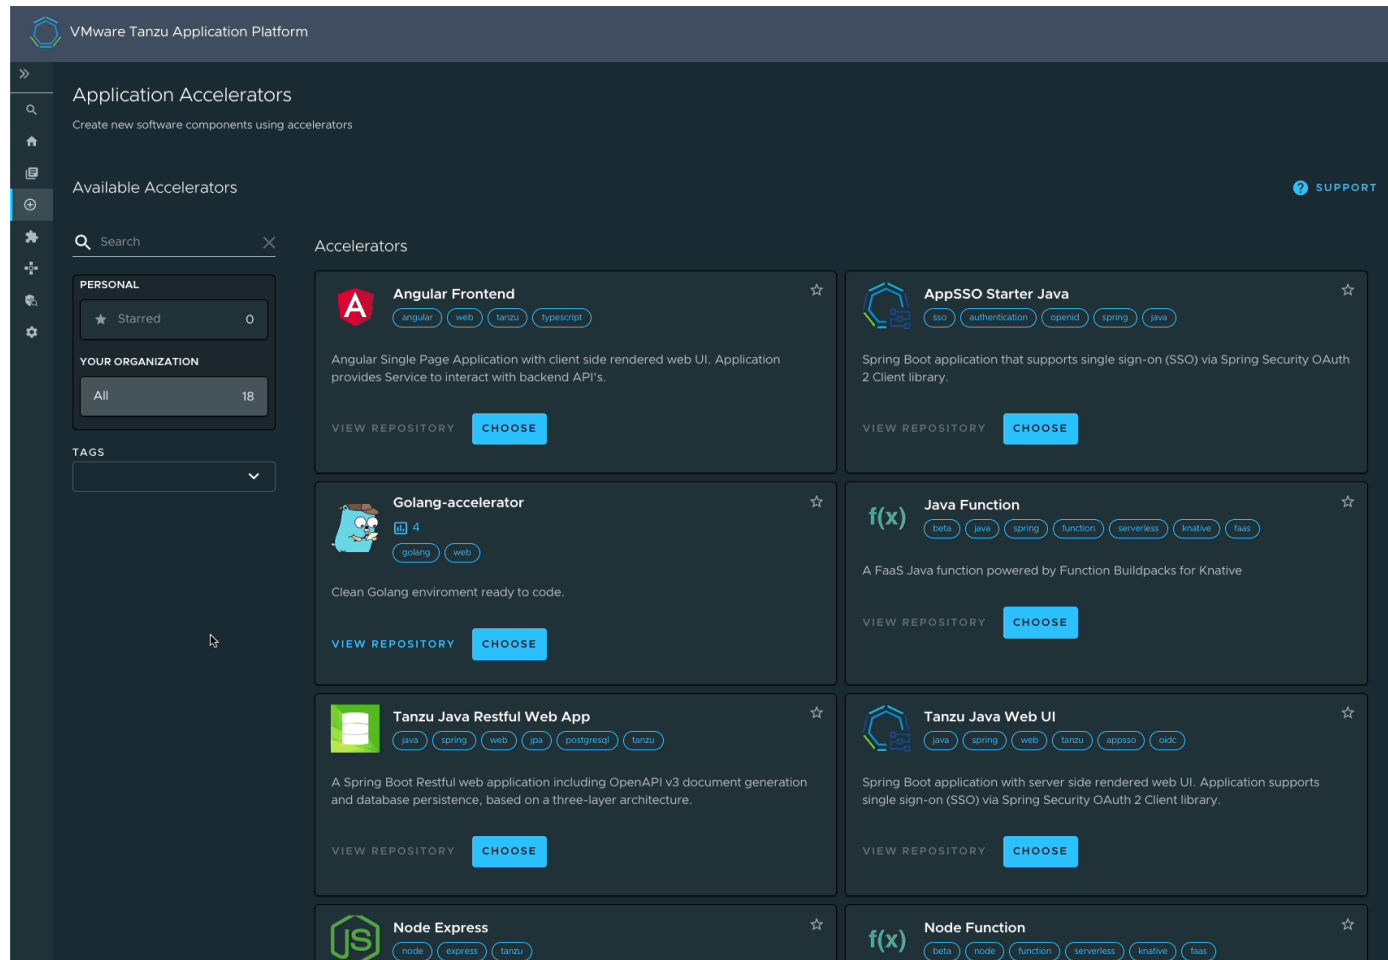 VMware Tanzu Application Platform
Application Accelerators
Create new software components using accelerators
Available Accelerators
SUPPORT
Search
PERSONAL
Starred 0
YOUR ORGANIZATION
All 18
TAGS
Accelerators
Angular Frontend
angular web tanzu typescript
Angular Single Page Application with client side rendered web UI. Application
provides Service to interact with backend API's.
VIEW REPOSITORY CHOOSE
AppSSO Starter Java
sso authentication openid spring java
Spring Boot application that supports single sign-on (SSO) via Spring Security OAuth
2 Client library.
VIEW REPOSITORY CHOOSE
Golang-accelerator
4
golang web
Clean Golang enviroment ready to code.
VIEW REPOSITORY CHOOSE
f(x)
Java Function
beta java spring function serverless knative faas
A FaaS Java function powered by Function Buildpacks for Knative
VIEW REPOSITORY CHOOSE
Tanzu Java Restful Web App
java spring web jpa postgresql tanzu
A Spring Boot Restful web application including OpenAPI v3 document generation
and database persistence, based on a three-layer architecture.
VIEW REPOSITORY CHOOSE
Tanzu Java Web UI
java spring web tanzu appsso oidc
Spring Boot application with server side rendered web UI. Application supports
single sign-on (SSO) via Spring Security OAuth 2 Client library.
VIEW REPOSITORY CHOOSE
JS
Node Express
node express tanzu
f(x)
Node Function
beta node function serverless knative faas